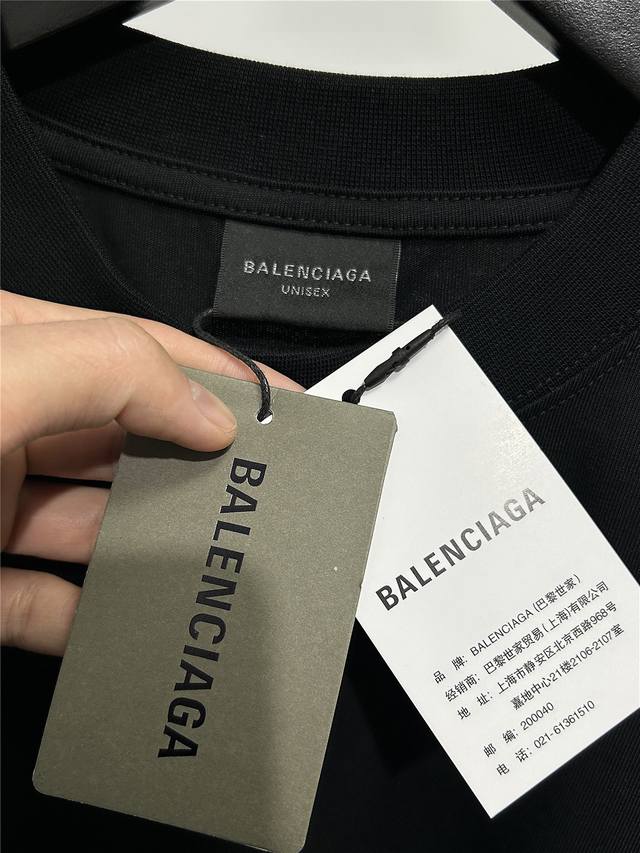 BALENCIAGA
UNISEX
BALENCIAGA
BALENCIAGA
品 牌: BALENCIAGA (巴黎世家)
经销商: 巴黎世家贸易(上海)有限公司
地 址: 上海市静安区北京西路968号
嘉地中心21楼2106-2107室
邮 编: 200040
电 话: 021-61361510